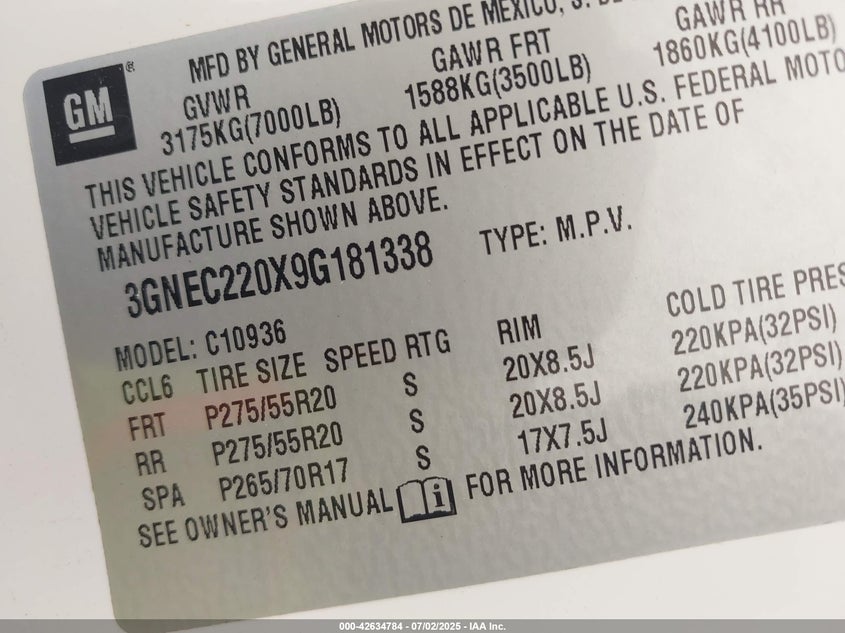 MFD BY GENERAL MOTORS DE MEXICO, S. DE
GM ®
GVWR GAWR FRT GAWR RR
3175KG(7000LB) 1588KG(3500LB) 1860KG(4100LB)
THIS VEHICLE CONFORMS TO ALL APPLICABLE U.S. FEDERAL MOTO
VEHICLE SAFETY STANDARDS IN EFFECT ON THE DATE OF
MANUFACTURE SHOWN ABOVE.
3GNEC220X9G181338 TYPE: M.P.V.
MODEL: C10936
CCL6 TIRE SIZE SPEED RTG RIM COLD TIRE PRES
FRT P275/55R20 S 20X8.5J 220KPA(32PSI)
RR P275/55R20 S 20X8.5J 220KPA(32PSI)
SPA P265/70R17 S 17X7.5J 240KPA(35PSI)
SEE OWNER'S MANUAL i FOR MORE INFORMATION.
000-42634784 - 07/02/2025 - IAA Inc.